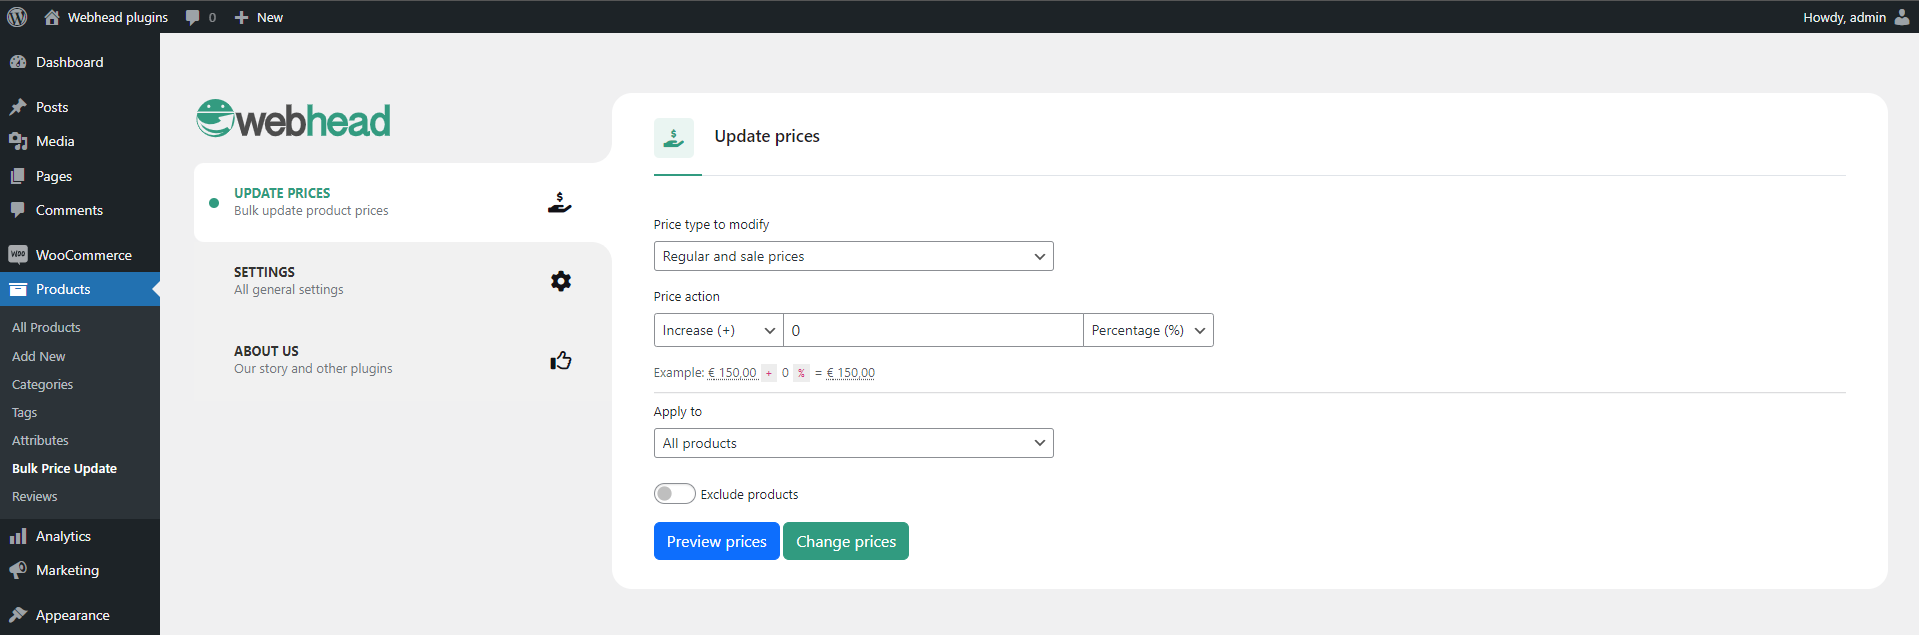 Webhead plugins
0
New
Howdy, admin
Dashboard
Posts
Media
Pages
Comments
WooCommerce
Products
All Products
Add New
Categories
Tags
Attributes
Bulk Price Update
Reviews
Analytics
Marketing
Appearance
webhead
UPDATE PRICES
Bulk update product prices
SETTINGS
All general settings
ABOUT US
Our story and other plugins
Update prices
Price type to modify
Regular and sale prices
Price action
Increase (+) 0 Percentage (%)
Example: € 150,00 + 0 % = € 150,00
Apply to
All products
Exclude products
Preview prices Change prices